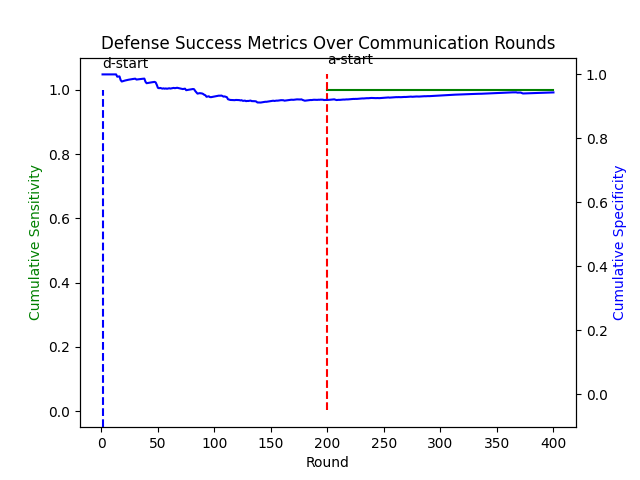 Defense Success Metrics Over Communication Rounds
d-start
a-start
1.0
0.8
0.6
0.4
0.2
0.0
Cumulative Sensitivity
1.0
0.8
0.6
0.4
0.2
0.0
Cumulative Specificity
0 50 100 150 200 250 300 350 400
Round